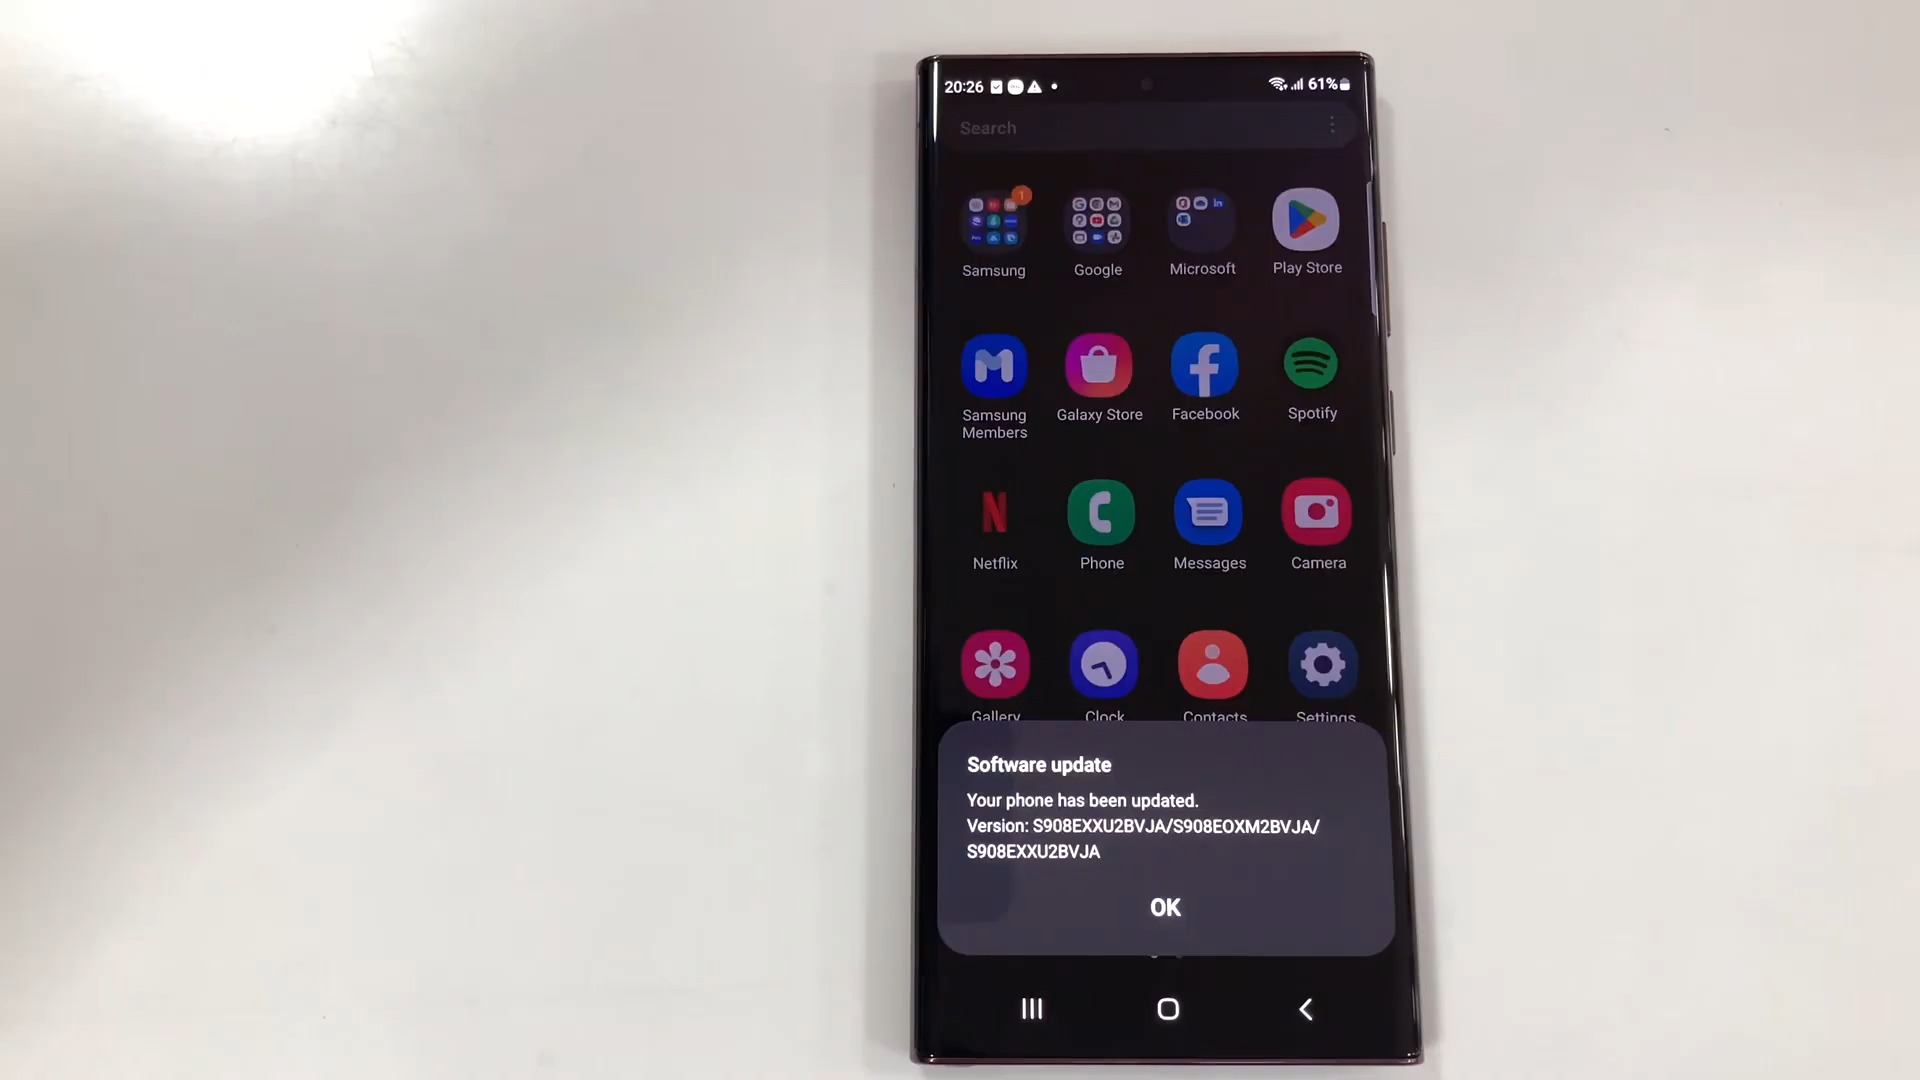 20:26 61%
Search
1
Samsung Google Microsoft Play Store
Samsung Members Galaxy Store Facebook Spotify
Netflix Phone Messages Camera
Gallery Clock Contacts Settings
Software update
Your phone has been updated.
Version: S908EXXU2BVJA/S908EOXM2BVJA/
S908EXXU2BVJA
OK